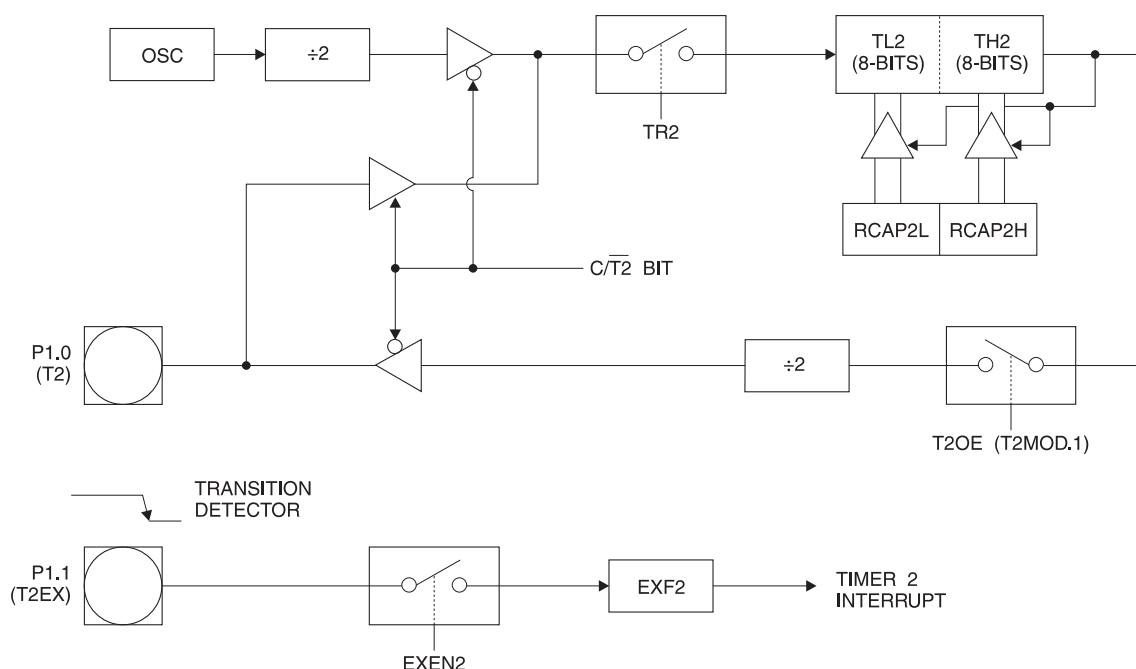 OSC
÷2
TR2
TL2
(8-BITS)
TH2
(8-BITS)
RCAP2L
RCAP2H
C/T̅2̅ BIT
P1.0
(T2)
÷2
T2OE (T2MOD.1)
TRANSITION
DETECTOR
P1.1
(T2EX)
EXEN2
EXF2
TIMER 2
INTERRUPT